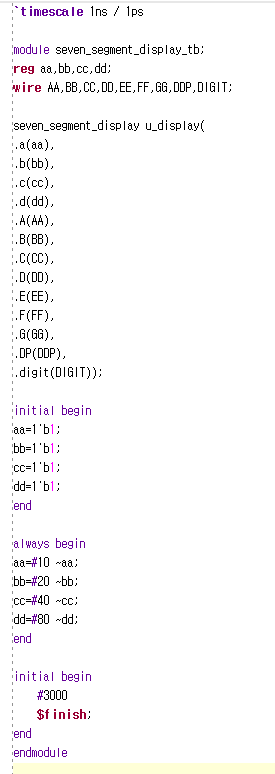 `timescale 1ns / 1ps
module seven_segment_display_tb;
reg aa,bb,cc,dd;
wire AA,BB,CC,DD,EE,FF,GG,DDP,DIGIT;
seven_segment_display u_display(
.a(aa),
.b(bb),
.c(cc),
.d(dd),
.A(AA),
.B(BB),
.C(CC),
.D(DD),
.E(EE),
.F(FF),
.G(GG),
.DP(DDP),
.digit(DIGIT));
initial begin
aa=1'b1;
bb=1'b1;
cc=1'b1;
dd=1'b1;
end
always begin
aa=#10 ~aa;
bb=#20 ~bb;
cc=#40 ~cc;
dd=#80 ~dd;
end
initial begin
#3000
$finish;
end
endmodule